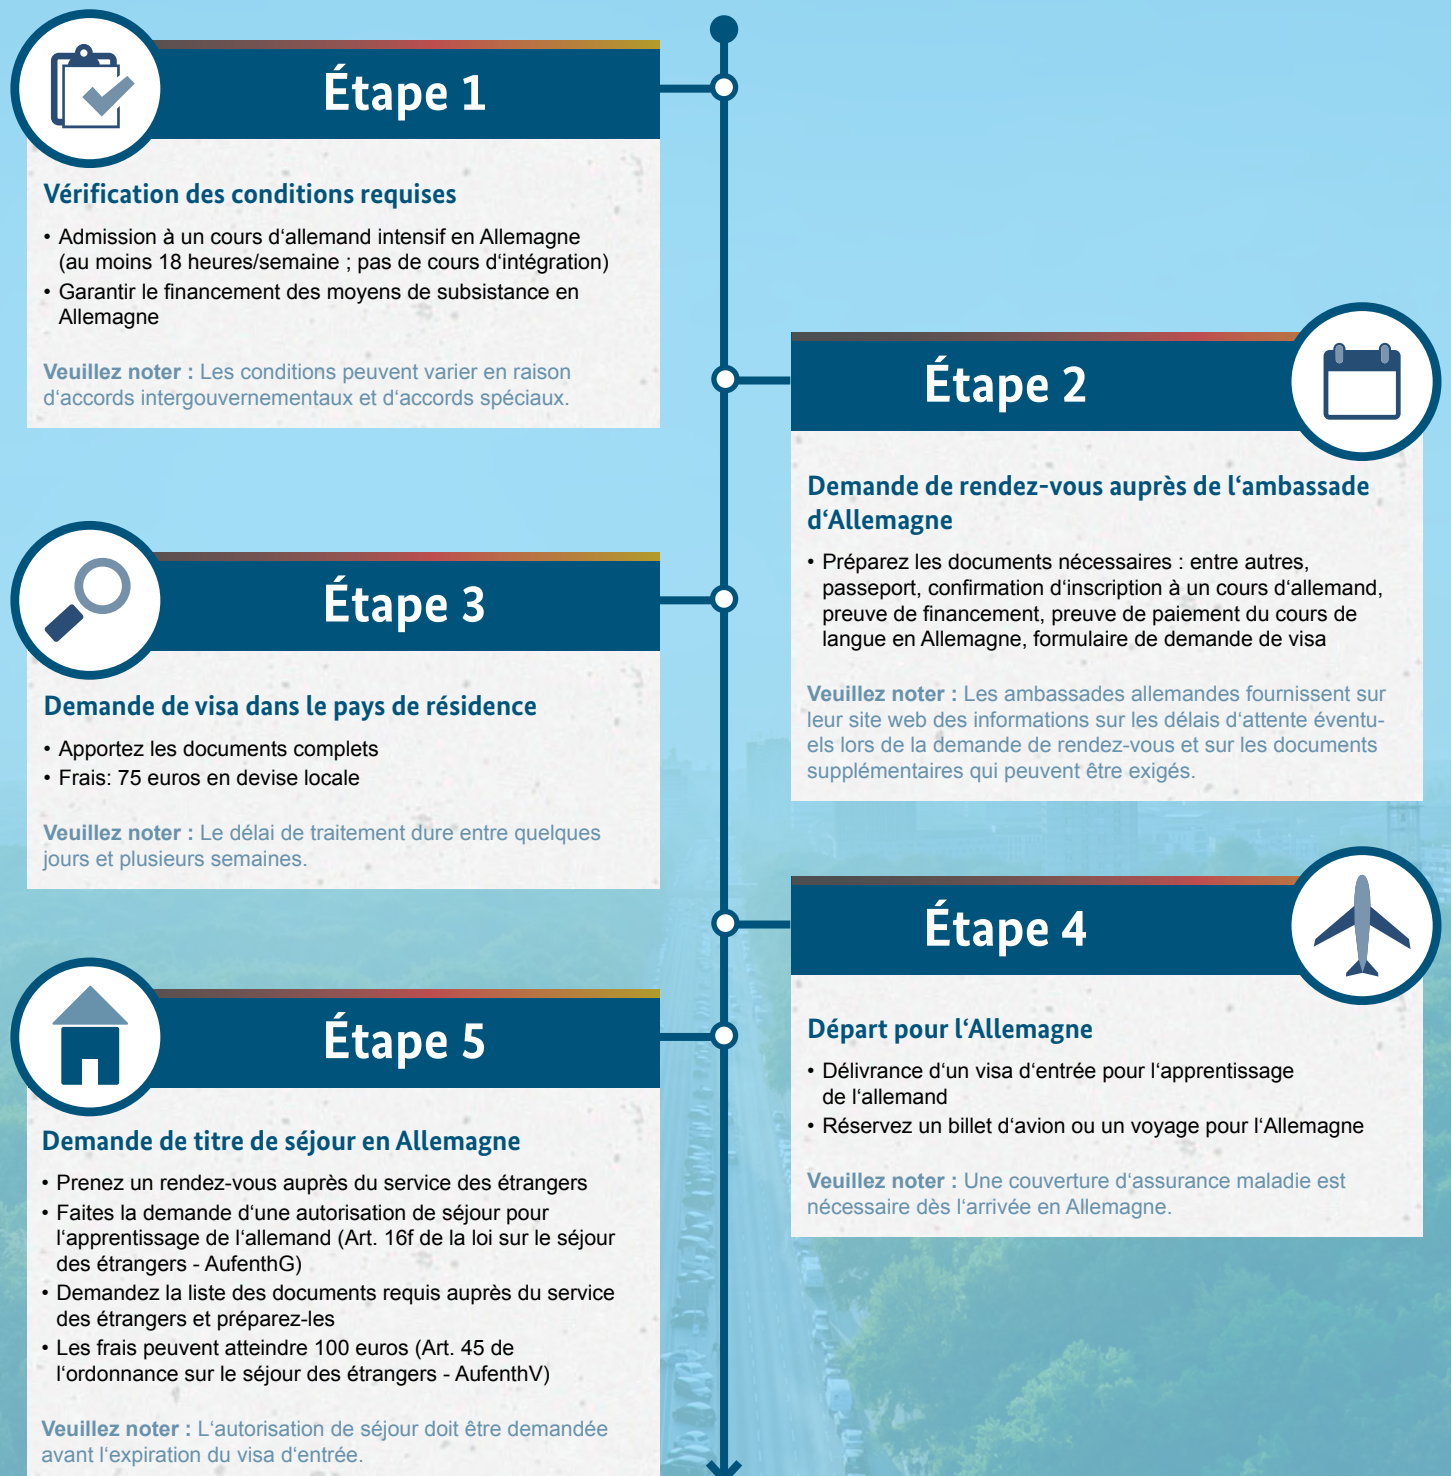 Étape 1
Vérification des conditions requises
• Admission à un cours d‘allemand intensif en Allemagne
(au moins 18 heures/semaine ; pas de cours d‘intégration)
• Garantir le financement des moyens de subsistance en
Allemagne
Veuillez noter : Les conditions peuvent varier en raison
d‘accords intergouvernementaux et d‘accords spéciaux.
Étape 2
Demande de rendez-vous auprès de l‘ambassade
d‘Allemagne
• Préparez les documents nécessaires : entre autres,
passeport, confirmation d‘inscription à un cours d‘allemand,
preuve de financement, preuve de paiement du cours de
langue en Allemagne, formulaire de demande de visa
Veuillez noter : Les ambassades allemandes fournissent sur
leur site web des informations sur les délais d‘attente éventu-
els lors de la demande de rendez-vous et sur les documents
supplémentaires qui peuvent être exigés.
Étape 3
Demande de visa dans le pays de résidence
• Apportez les documents complets
• Frais: 75 euros en devise locale
Veuillez noter : Le délai de traitement dure entre quelques
jours et plusieurs semaines.
Étape 4
Départ pour l‘Allemagne
• Délivrance d‘un visa d‘entrée pour l‘apprentissage
de l‘allemand
• Réservez un billet d‘avion ou un voyage pour l‘Allemagne
Veuillez noter : Une couverture d‘assurance maladie est
nécessaire dès l‘arrivée en Allemagne.
Étape 5
Demande de titre de séjour en Allemagne
• Prenez un rendez-vous auprès du service des étrangers
• Faites la demande d‘une autorisation de séjour pour
l‘apprentissage de l‘allemand (Art. 16f de la loi sur le séjour
des étrangers - AufenthG)
• Demandez la liste des documents requis auprès du service
des étrangers et préparez-les
• Les frais peuvent atteindre 100 euros (Art. 45 de
l‘ordonnance sur le séjour des étrangers - AufenthV)
Veuillez noter : L‘autorisation de séjour doit être demandée
avant l‘expiration du visa d‘entrée.